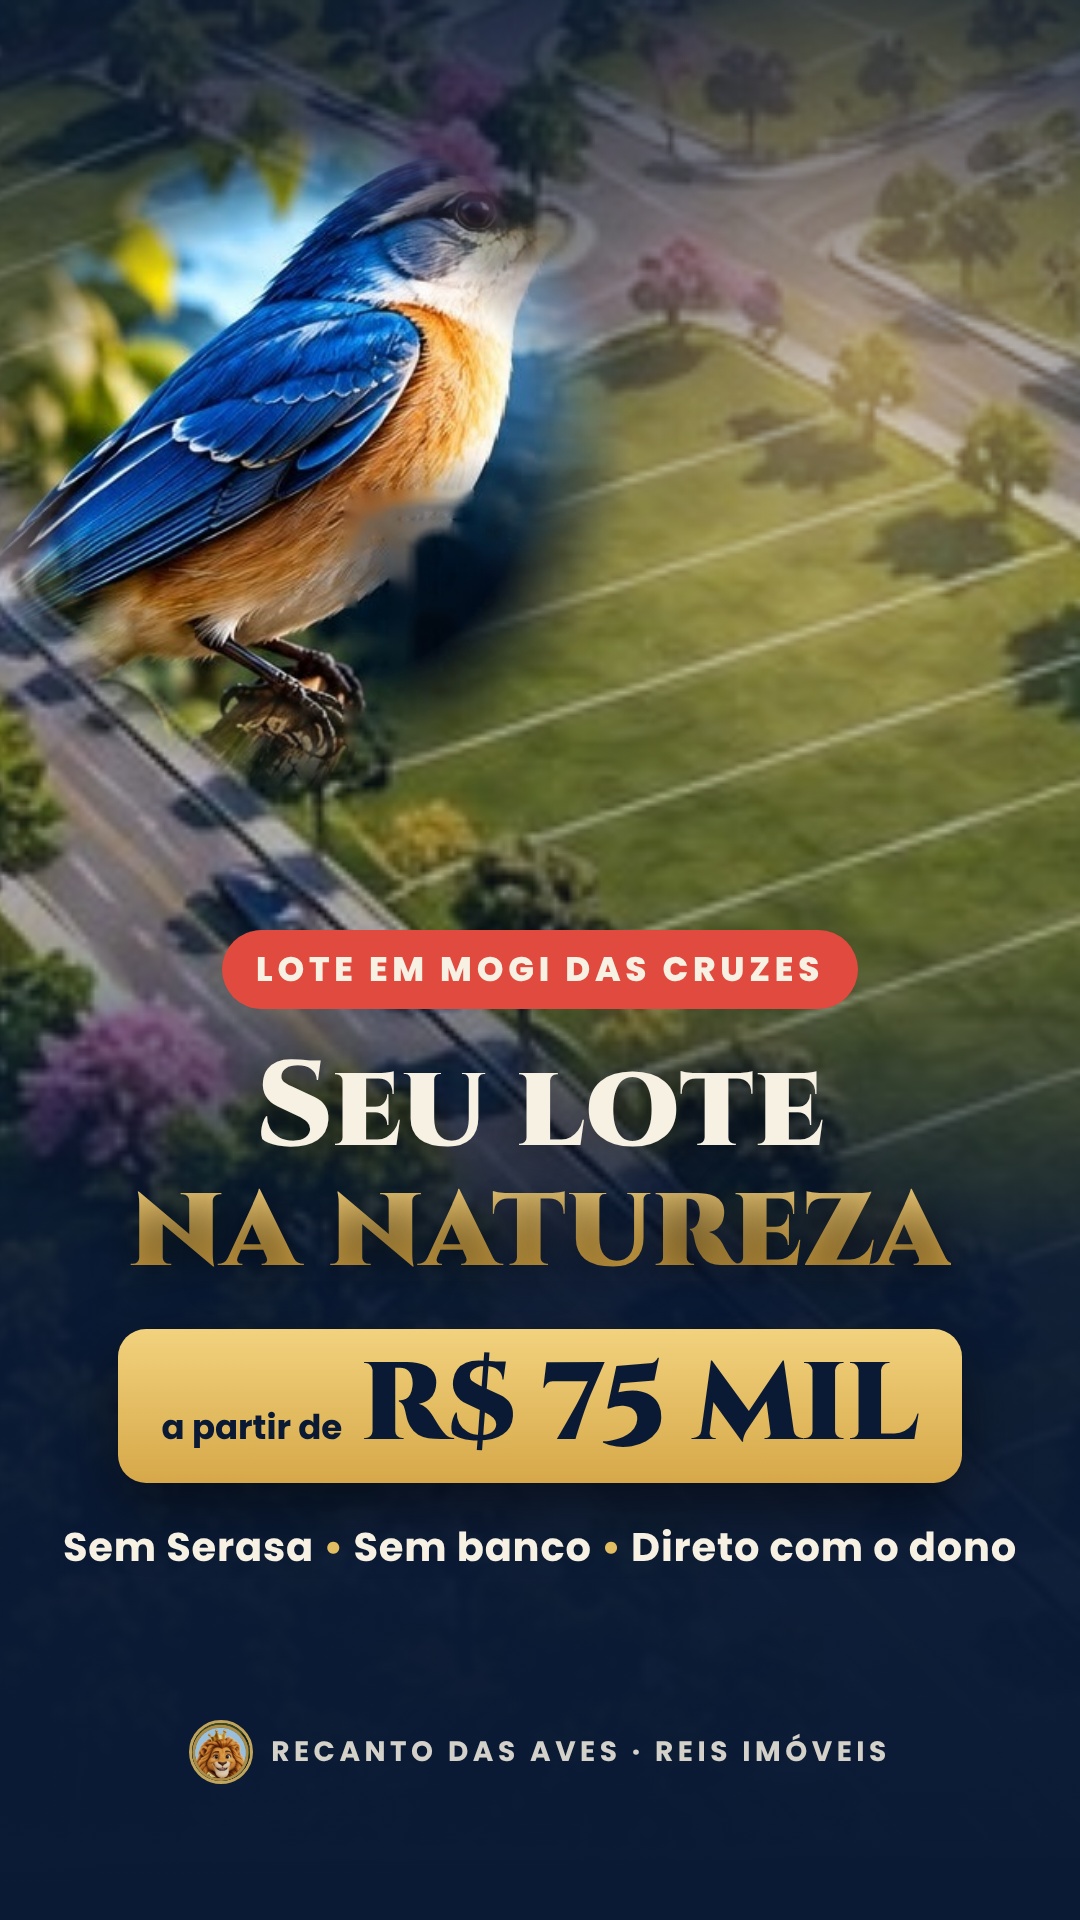 LOTE EM MOGI DAS CRUZES
SEU LOTE
NA NATUREZA
a partir de R$ 75 MIL
Sem Serasa • Sem banco • Direto com o dono
RECANTO DAS AVES · REIS IMÓVEIS